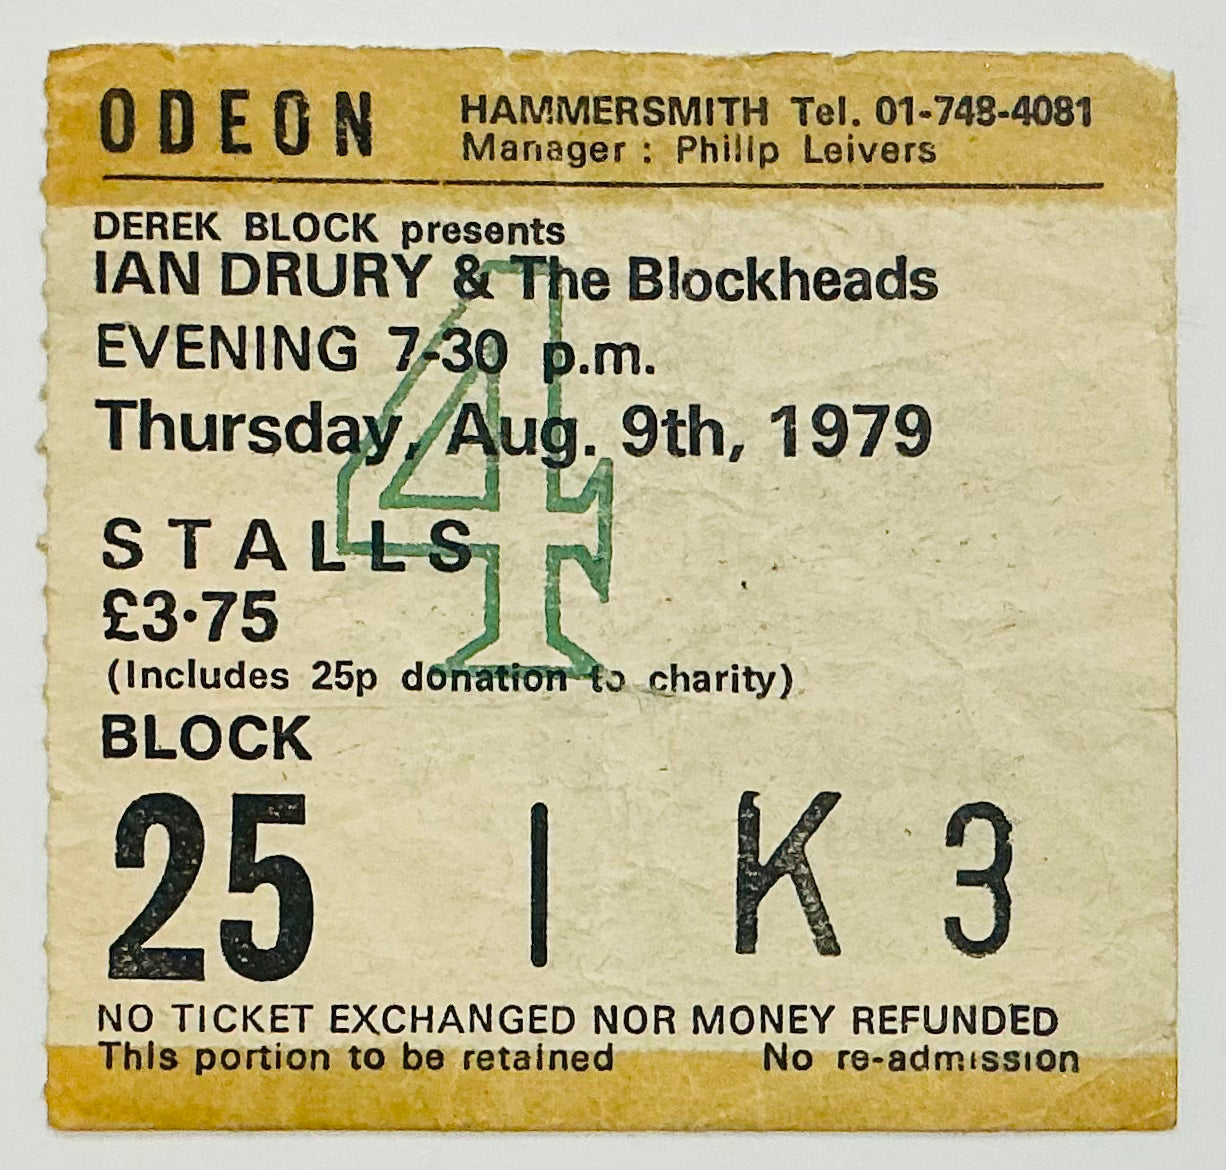 ODEON
HAMMERSMITH Tel. 01-748-4081
Manager : Philip Leivers
DEREK BLOCK presents
IAN DRURY & The Blockheads
EVENING 7-30 p.m.
Thursday, Aug. 9th, 1979
4
STALLS
£3·75
(Includes 25p donation to charity)
BLOCK
25 | K 3
NO TICKET EXCHANGED NOR MONEY REFUNDED
This portion to be retained No re-admission